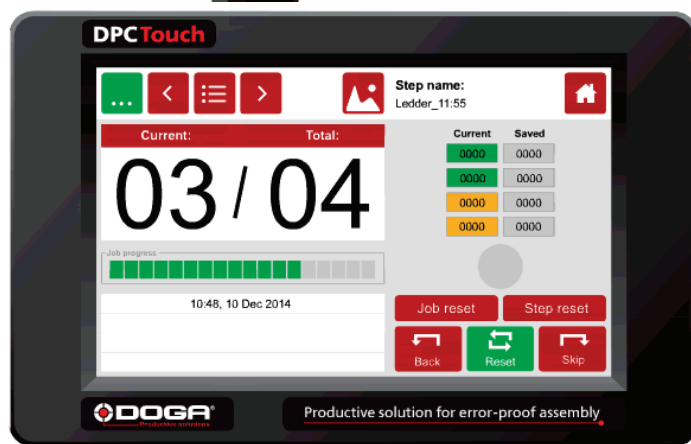 DPCTouch
...
Step name:
Ledder_11:55
Current: Total:
03 / 04
Current Saved
0000 0000
0000 0000
0000 0000
0000 0000
Job progress
10:48, 10 Dec 2014
Job reset Step reset
Back Reset Skip
DOGA
Productive solutions
Productive solution for error-proof assembly